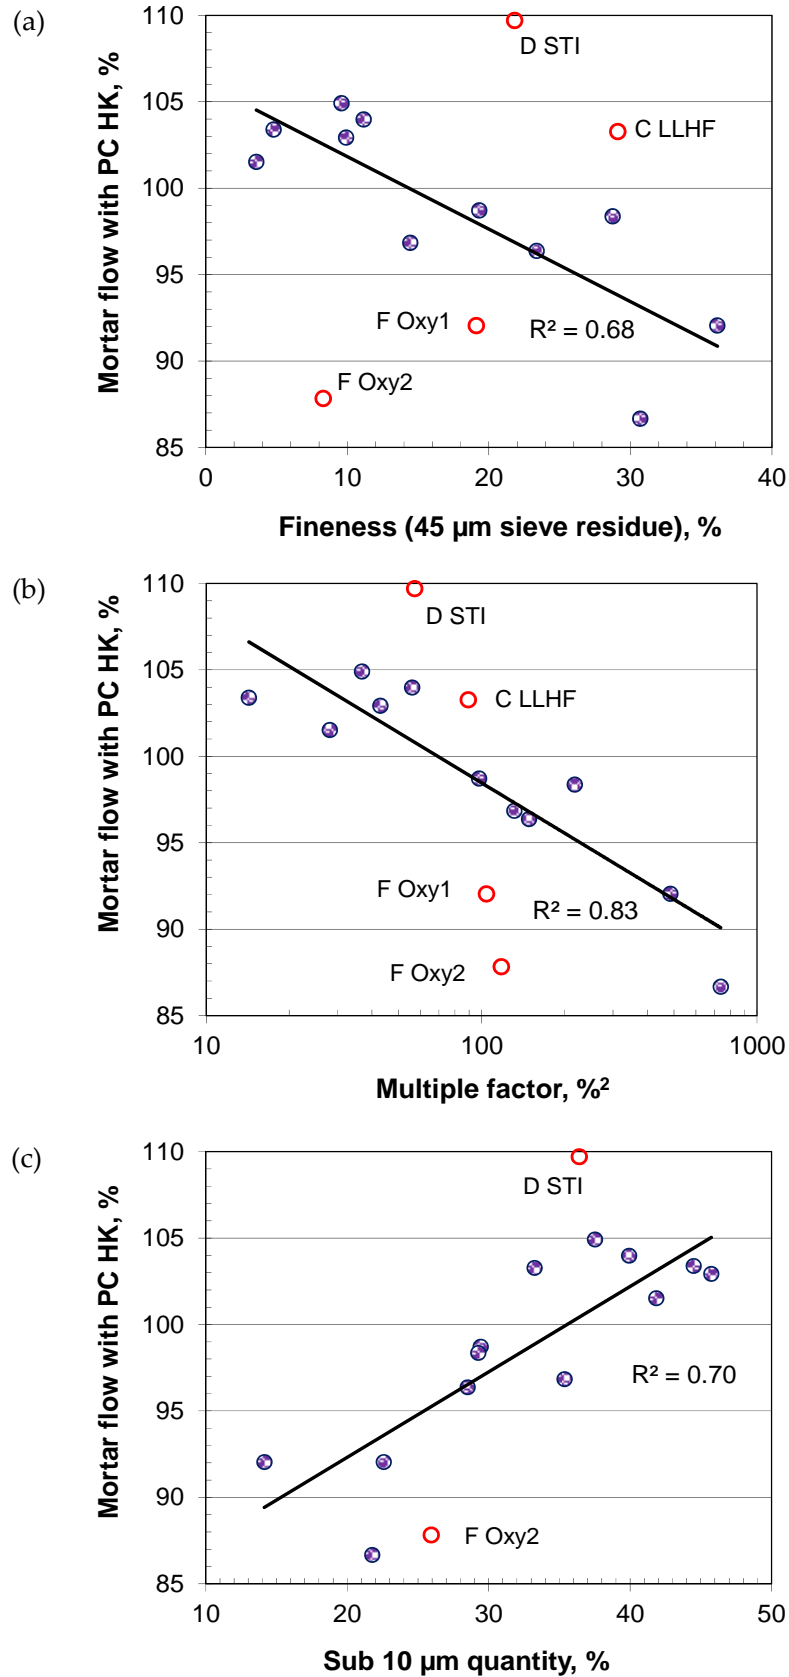 (a)
Mortar flow with PC HK, %
110
105
100
95
90
85
D STI
C LLHF
F Oxy1
R² = 0.68
F Oxy2
0 10 20 30 40
Fineness (45 µm sieve residue), %
(b)
Mortar flow with PC HK, %
110
105
100
95
90
85
D STI
C LLHF
F Oxy1
R² = 0.83
F Oxy2
10 100 1000
Multiple factor, %²
(c)
Mortar flow with PC HK, %
110
105
100
95
90
85
D STI
R² = 0.70
F Oxy2
10 20 30 40 50
Sub 10 µm quantity, %